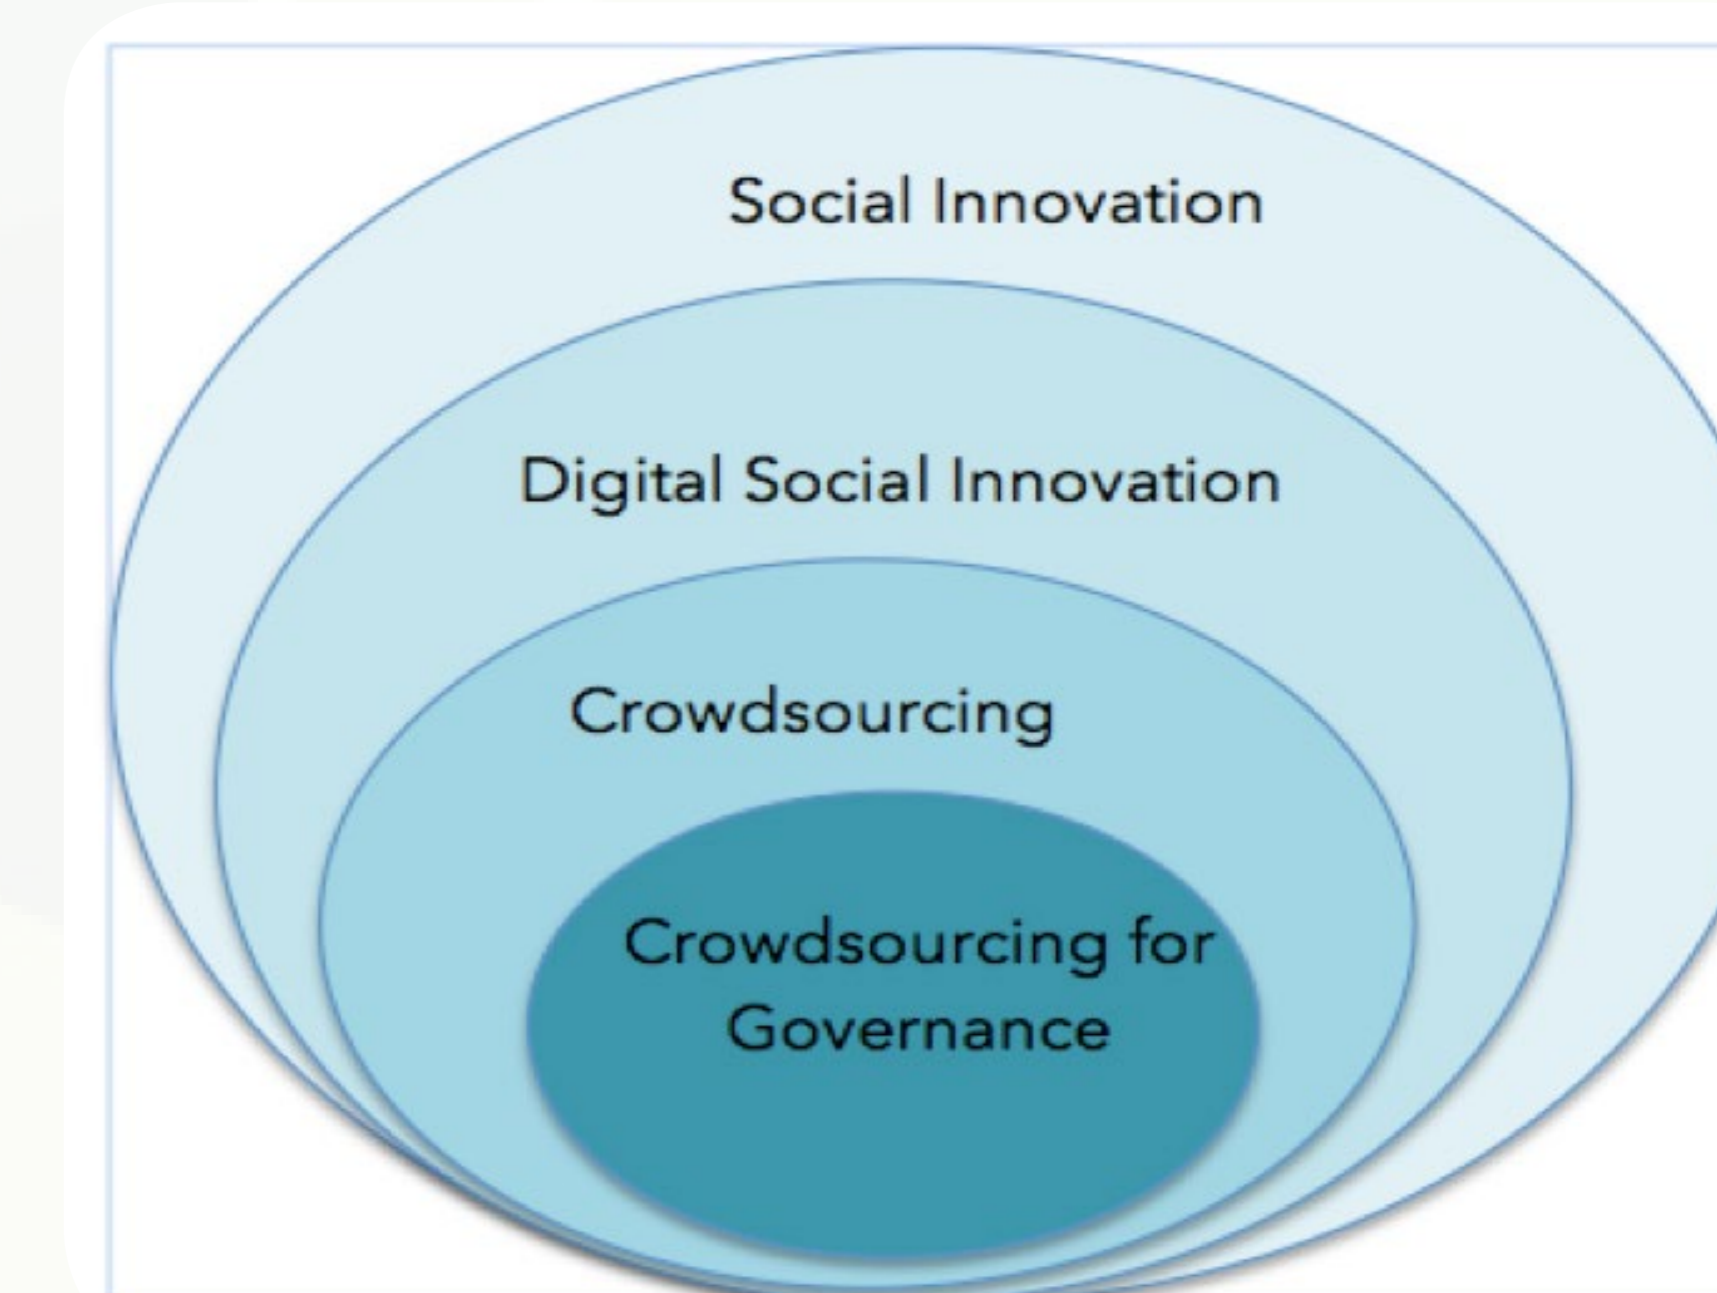 Social Innovation
Digital Social Innovation
Crowdsourcing
Crowdsourcing for
Governance